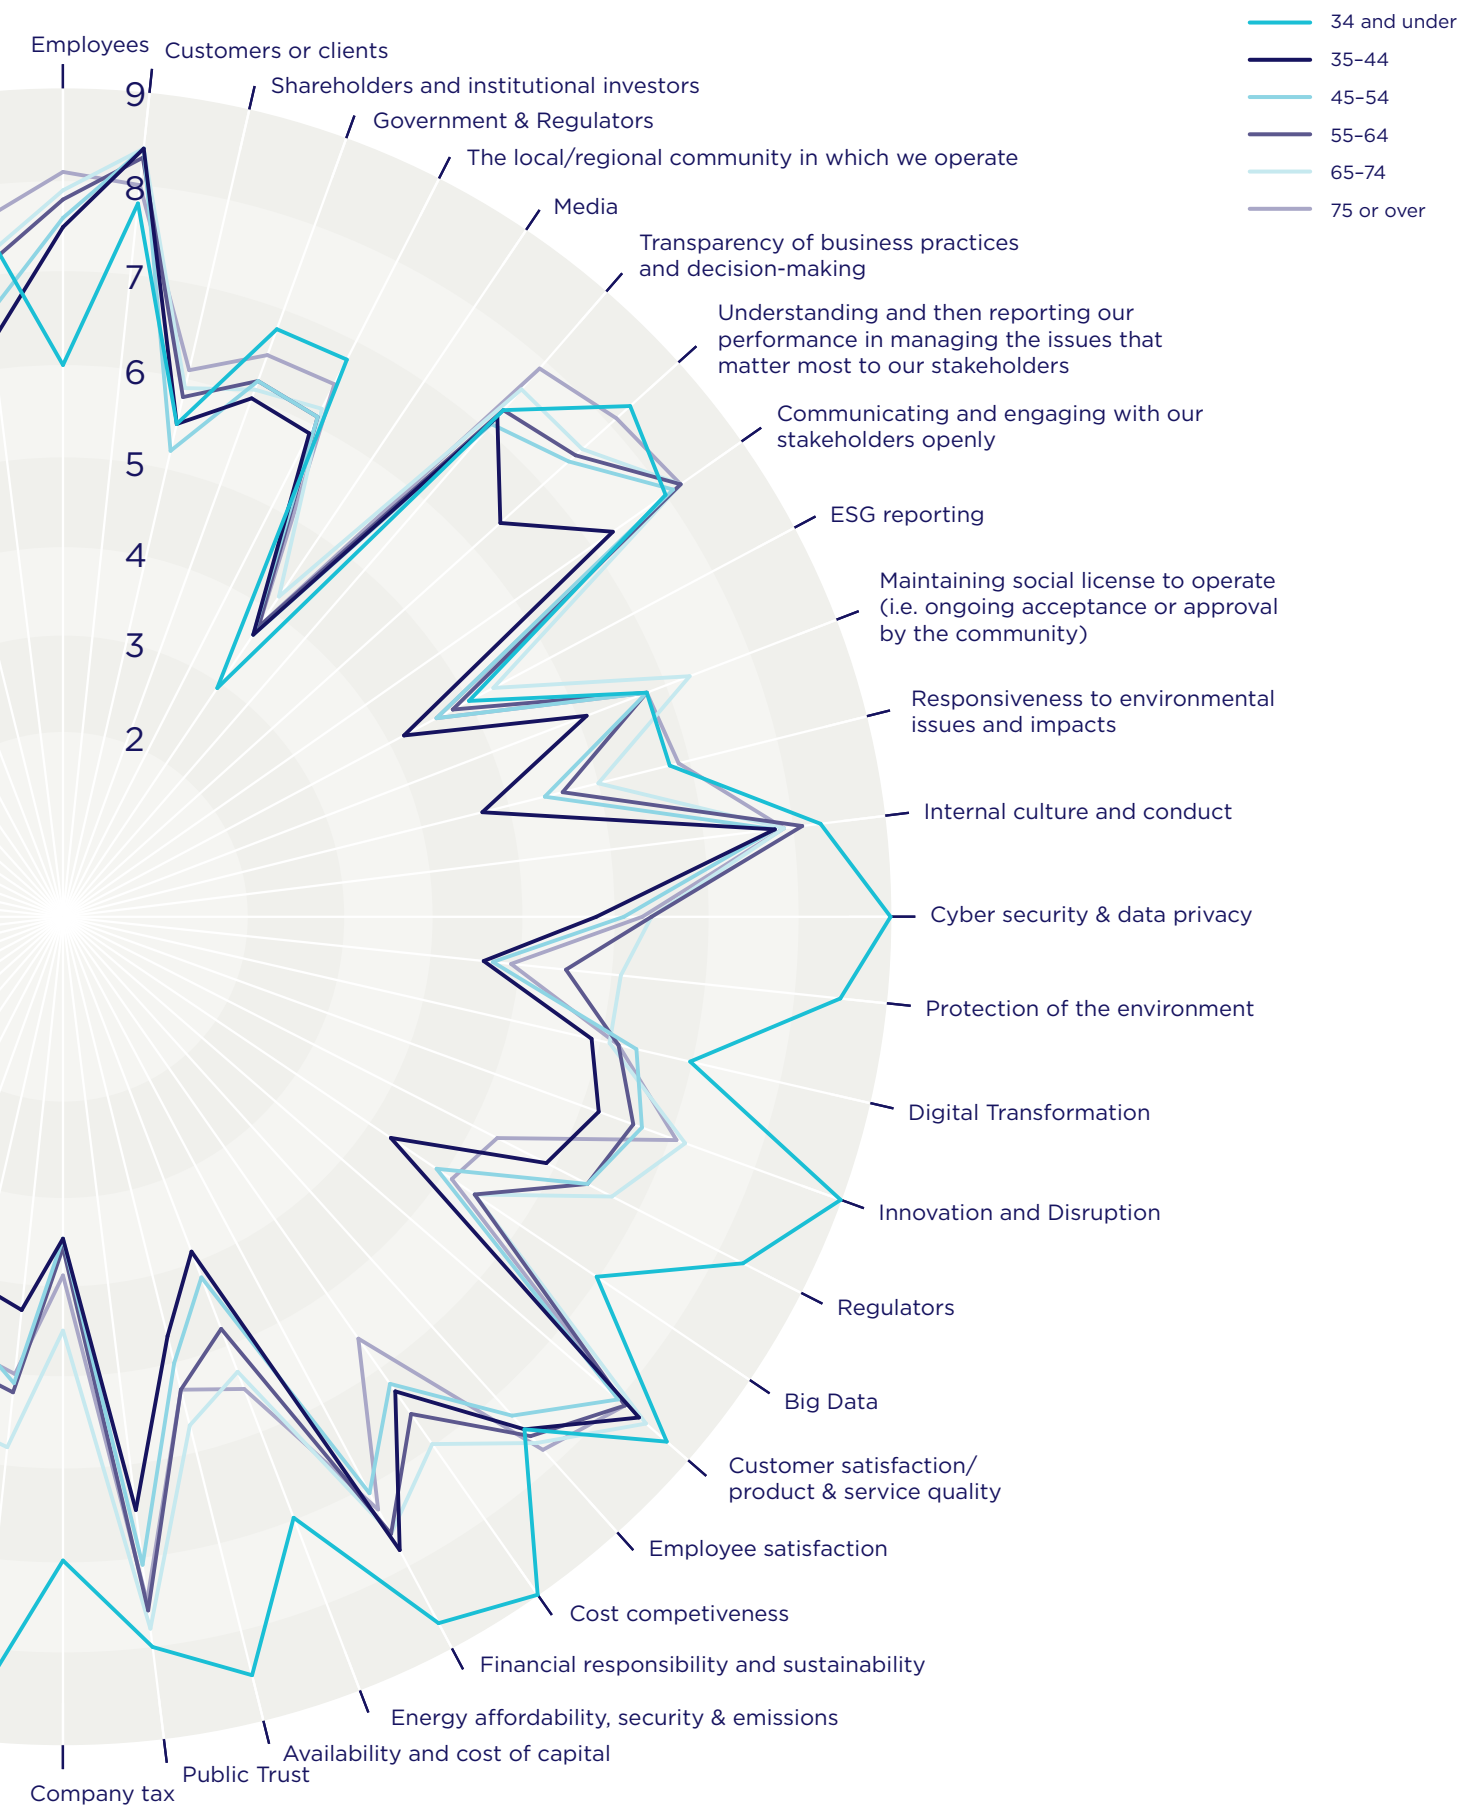 34 and under
35–44
45–54
55–64
65–74
75 or over
Employees
Customers or clients
Shareholders and institutional investors
Government & Regulators
The local/regional community in which we operate
Media
Transparency of business practices
and decision-making
Understanding and then reporting our
performance in managing the issues that
matter most to our stakeholders
Communicating and engaging with our
stakeholders openly
ESG reporting
Maintaining social license to operate
(i.e. ongoing acceptance or approval
by the community)
Responsiveness to environmental
issues and impacts
Internal culture and conduct
Cyber security & data privacy
Protection of the environment
Digital Transformation
Innovation and Disruption
Regulators
Big Data
Customer satisfaction/
product & service quality
Employee satisfaction
Cost competiveness
Financial responsibility and sustainability
Energy affordability, security & emissions
Availability and cost of capital
Public Trust
Company tax
9
8
7
6
5
4
3
2